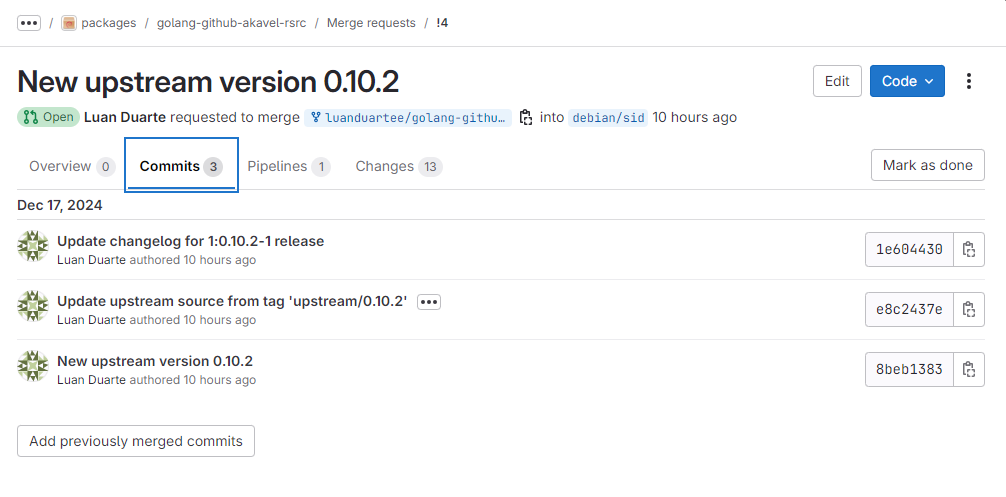 ••• / packages / golang-github-akavel-rsrc / Merge requests / !4
New upstream version 0.10.2
Edit
Code
Open Luan Duarte requested to merge luanduartee/golang-githu… into debian/sid 10 hours ago
Overview 0
Commits 3
Pipelines 1
Changes 13
Mark as done
Dec 17, 2024
Update changelog for 1:0.10.2-1 release
Luan Duarte authored 10 hours ago
1e604430
Update upstream source from tag 'upstream/0.10.2' •••
Luan Duarte authored 10 hours ago
e8c2437e
New upstream version 0.10.2
Luan Duarte authored 10 hours ago
8beb1383
Add previously merged commits